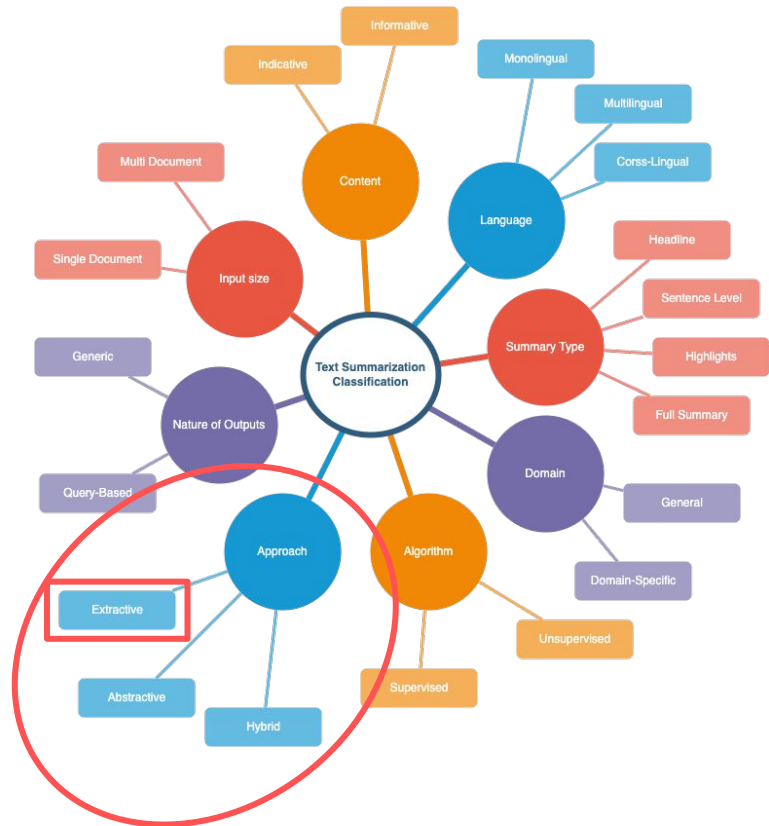 Informative
Indicative
Monolingual
Multilingual
Corss-Lingual
Content
Language
Multi Document
Single Document
Input size
Headline
Sentence Level
Highlights
Full Summary
Summary Type
Text Summarization
Classification
Generic
Query-Based
Nature of Outputs
Domain
General
Domain-Specific
Approach
Extractive
Abstractive
Hybrid
Algorithm
Unsupervised
Supervised